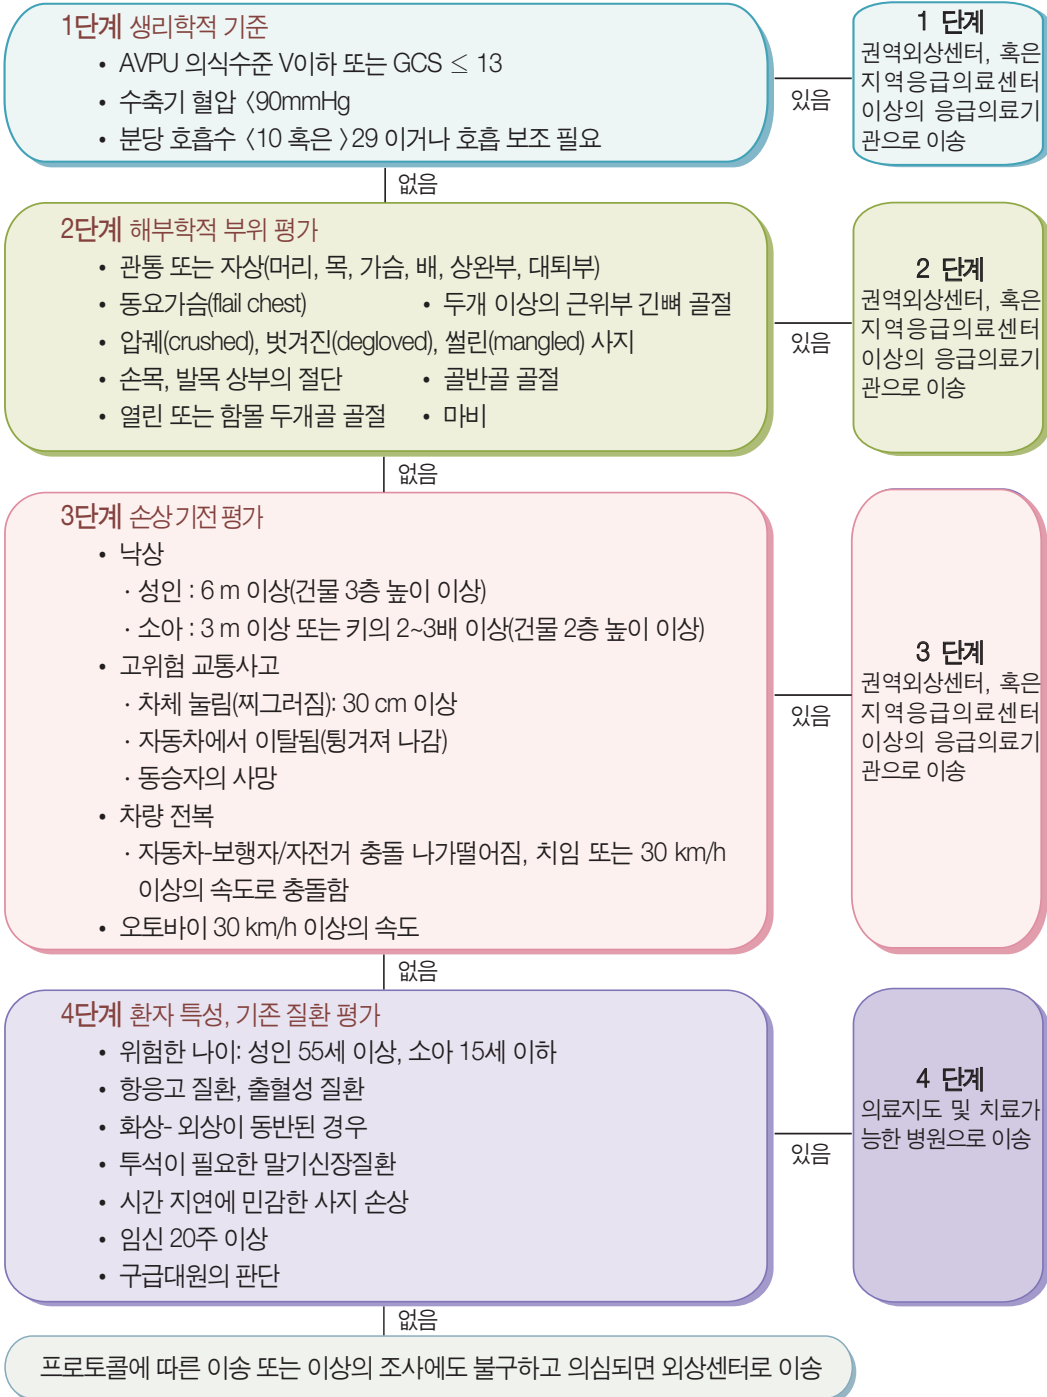 1단계 생리학적 기준
• AVPU 의식수준 V이하 또는 GCS ≤ 13
• 수축기 혈압 〈90mmHg
• 분당 호흡수 〈10 혹은 〉29 이거나 호흡 보조 필요
있음
1 단계
권역외상센터, 혹은
지역응급의료센터
이상의 응급의료기
관으로 이송
없음
2단계 해부학적 부위 평가
• 관통 또는 자상(머리, 목, 가슴, 배, 상완부, 대퇴부)
• 동요가슴(flail chest) • 두개 이상의 근위부 긴뼈 골절
• 압궤(crushed), 벗겨진(degloved), 썰린(mangled) 사지
• 손목, 발목 상부의 절단 • 골반골 골절
• 열린 또는 함몰 두개골 골절 • 마비
있음
2 단계
권역외상센터, 혹은
지역응급의료센터
이상의 응급의료기
관으로 이송
없음
3단계 손상기전평가
• 낙상
· 성인 : 6 m 이상(건물 3층 높이 이상)
· 소아 : 3 m 이상 또는 키의 2~3배 이상(건물 2층 높이 이상)
• 고위험 교통사고
· 차체 눌림(찌그러짐): 30 cm 이상
· 자동차에서 이탈됨(튕겨져 나감)
· 동승자의 사망
• 차량 전복
· 자동차-보행자/자전거 충돌 나가떨어짐, 치임 또는 30 km/h
이상의 속도로 충돌함
• 오토바이 30 km/h 이상의 속도
있음
3 단계
권역외상센터, 혹은
지역응급의료센터
이상의 응급의료기
관으로 이송
없음
4단계 환자 특성, 기존 질환 평가
• 위험한 나이: 성인 55세 이상, 소아 15세 이하
• 항응고 질환, 출혈성 질환
• 화상- 외상이 동반된 경우
• 투석이 필요한 말기신장질환
• 시간 지연에 민감한 사지 손상
• 임신 20주 이상
• 구급대원의 판단
있음
4 단계
의료지도 및 치료가
능한 병원으로 이송
없음
프로토콜에 따른 이송 또는 이상의 조사에도 불구하고 의심되면 외상센터로 이송